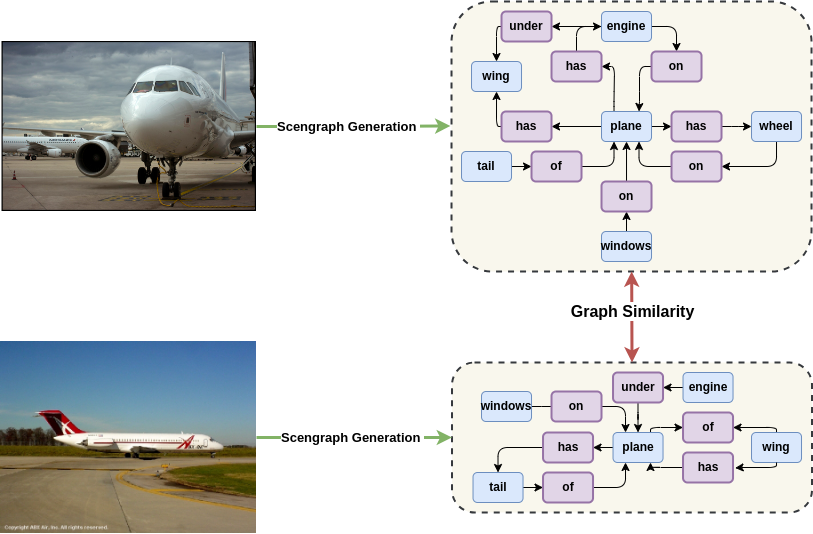 under
engine
has
on
wing
Scengraph Generation
has
plane
has
wheel
tail
of
on
on
windows
Graph Similarity
Scengraph Generation
under
engine
windows
on
of
has
plane
wing
has
tail
of
Copyright ABX Air, Inc. All rights reserved.